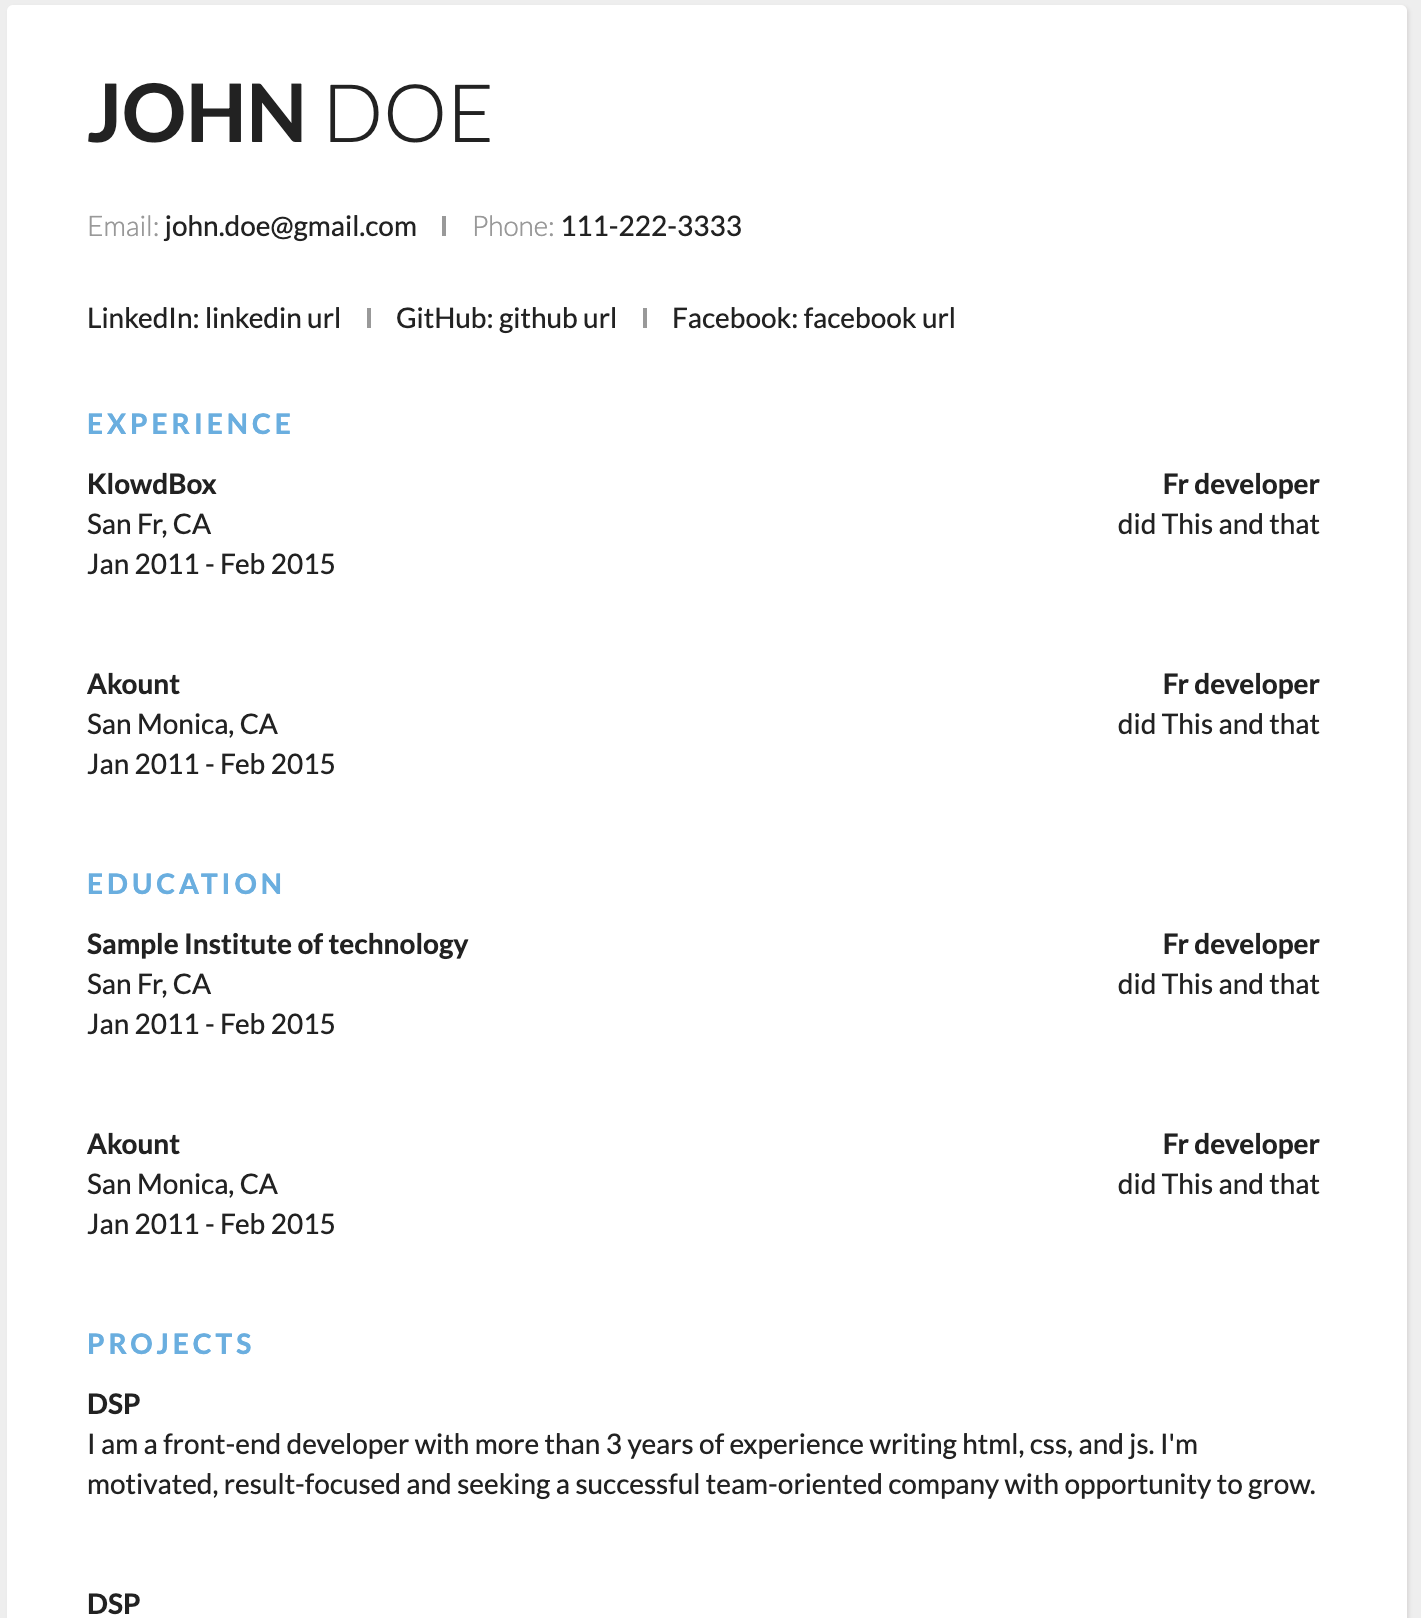 JOHN DOE
Email: john.doe@gmail.com | Phone: 111-222-3333
LinkedIn: linkedin url | GitHub: github url | Facebook: facebook url
EXPERIENCE
KlowdBox Fr developer
San Fr, CA did This and that
Jan 2011 - Feb 2015
Akount Fr developer
San Monica, CA did This and that
Jan 2011 - Feb 2015
EDUCATION
Sample Institute of technology Fr developer
San Fr, CA did This and that
Jan 2011 - Feb 2015
Akount Fr developer
San Monica, CA did This and that
Jan 2011 - Feb 2015
PROJECTS
DSP
I am a front-end developer with more than 3 years of experience writing html, css, and js. I'm
motivated, result-focused and seeking a successful team-oriented company with opportunity to grow.
DSP